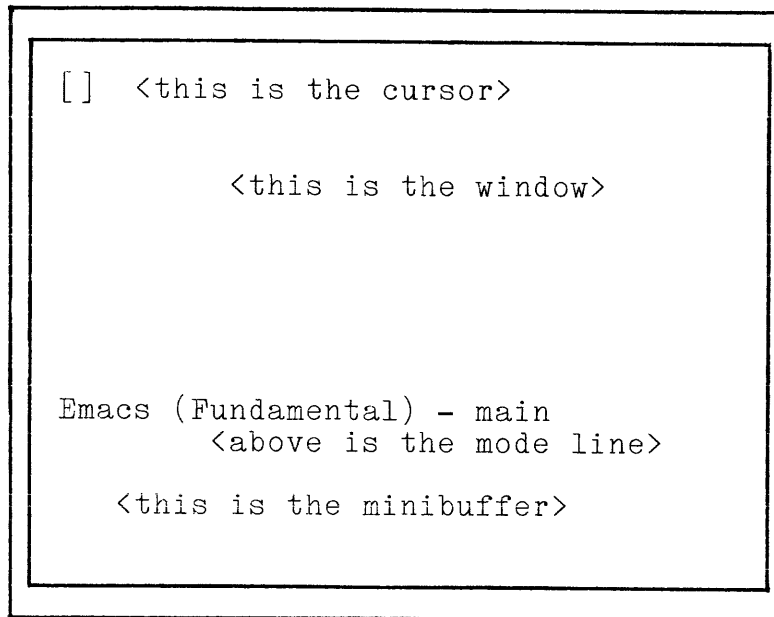 [] <this is the cursor>
<this is the window>
Emacs (Fundamental) - main
<above is the mode line>
<this is the minibuffer>